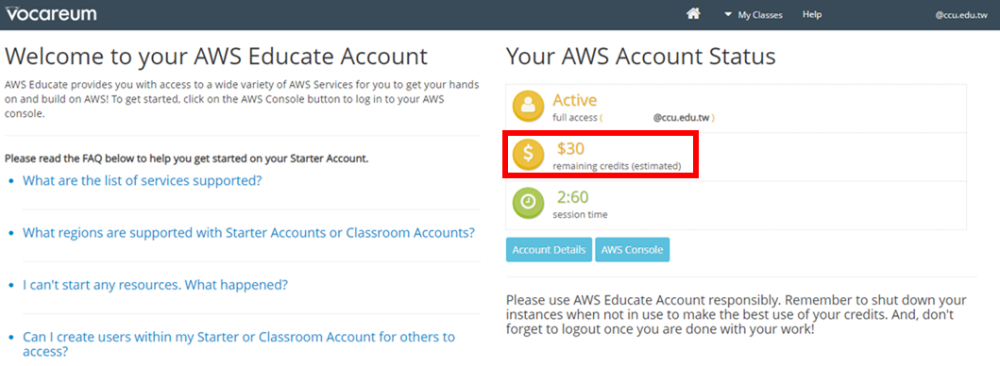 vocareum
My Classes
Help
@ccu.edu.tw
Welcome to your AWS Educate Account
AWS Educate provides you with access to a wide variety of AWS Services for you to get your hands
on and build on AWS! To get started, click on the AWS Console button to log in to your AWS
console.
Please read the FAQ below to help you get started on your Starter Account.
• What are the list of services supported?
• What regions are supported with Starter Accounts or Classroom Accounts?
• I can't start any resources. What happened?
• Can I create users within my Starter or Classroom Account for others to
access?
Your AWS Account Status
Active
full access ( @ccu.edu.tw )
$
$30
remaining credits (estimated)
2:60
session time
Account Details
AWS Console
Please use AWS Educate Account responsibly. Remember to shut down your
instances when not in use to make the best use of your credits. And, don't
forget to logout once you are done with your work!